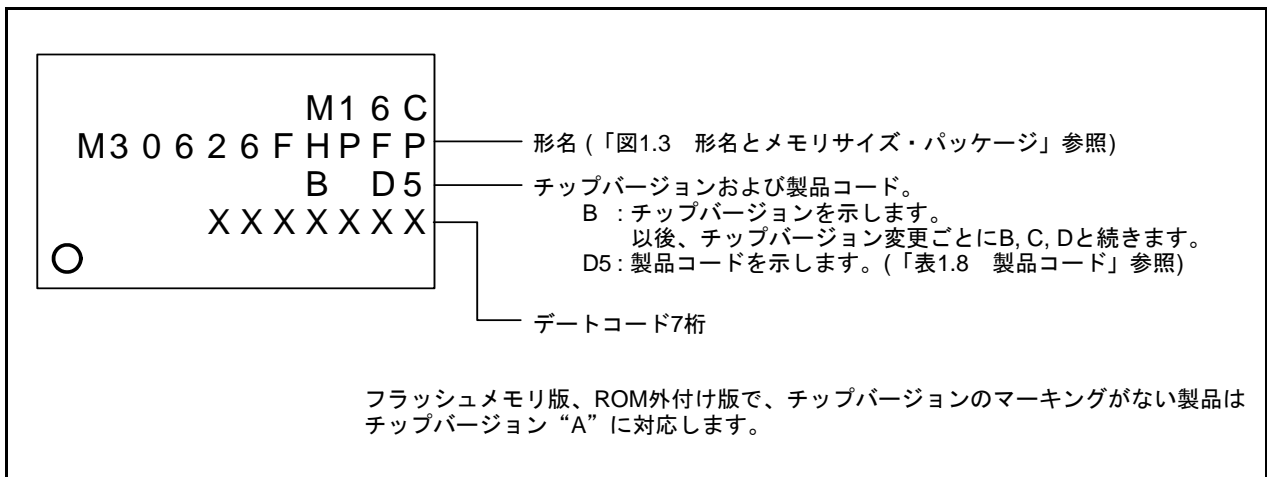 M16C
M30626FHPFP
B D5
XXXXXXX
形名 (「図1.3 形名とメモリサイズ・パッケージ」参照)
チップバージョンおよび製品コード。
B : チップバージョンを示します。
以後、チップバージョン変更ごとにB, C, Dと続きます。
D5 : 製品コードを示します。(「表1.8 製品コード」参照)
デートコード7桁
フラッシュメモリ版、ROM外付け版で、チップバージョンのマーキングがない製品は
チップバージョン“A”に対応します。